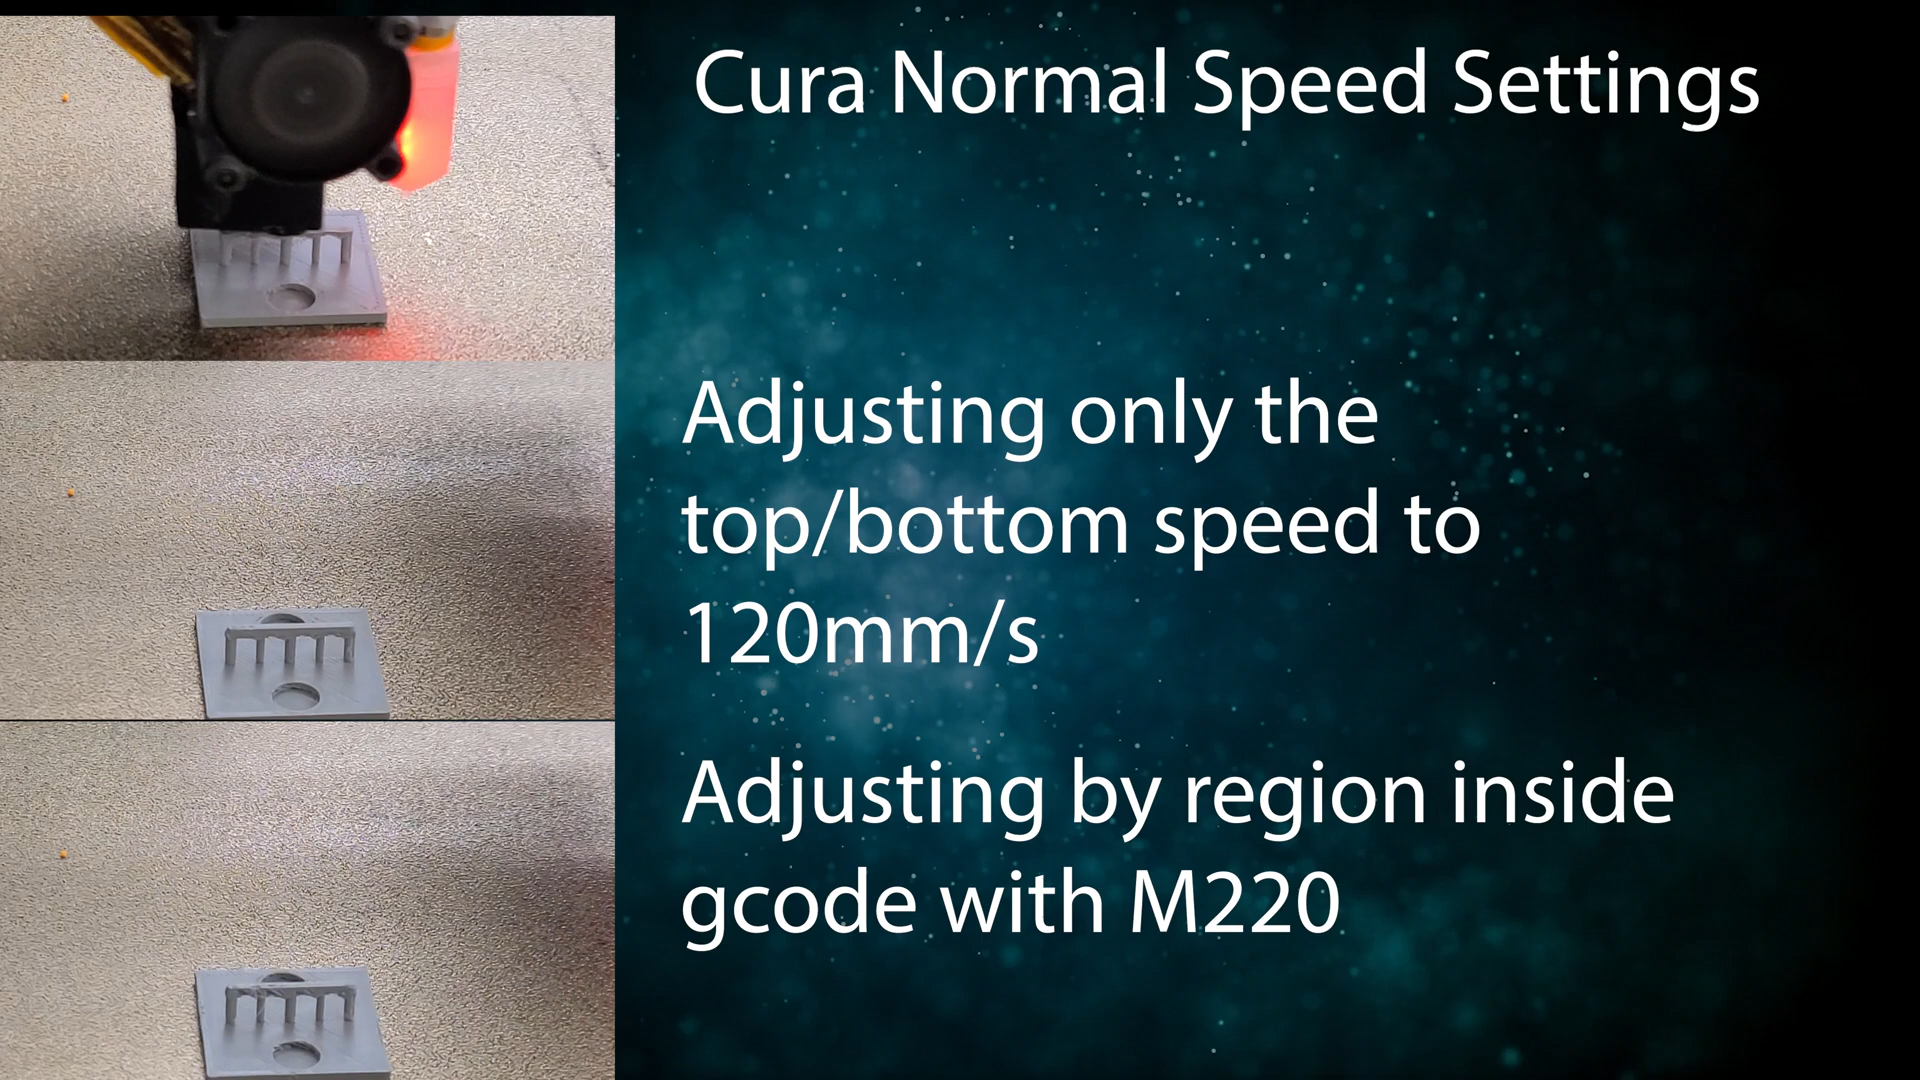 Cura Normal Speed Settings
Adjusting only the
top/bottom speed to
120mm/s
Adjusting by region inside
gcode with M220